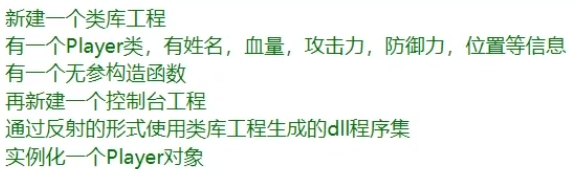 新建一个类库工程
有一个Player类，有姓名，血量，攻击力，防御力，位置等信息
有一个无参构造函数
再新建一个控制台工程
通过反射的形式使用类库工程生成的dll程序集
实例化一个Player对象